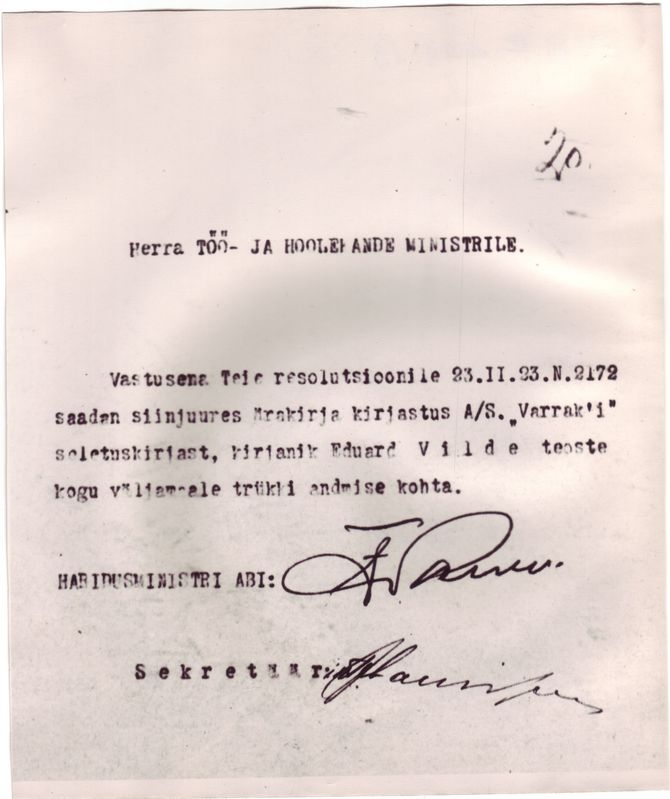 20.
Herra TÖÖ- JA HOOLEKANDE MINISTRILE.
Vastusena Teie resolutsioonile 23.II.23.N.2172
saadan siinjuures ärakirja kirjastus A/S. „Varrak'i"
seletuskirjast, kirjanik Eduard V i l d e teoste
kogu väljamaale trükki andmise kohta.
HARIDUSMINISTRI ABI:
S e k r e t ä ä r: